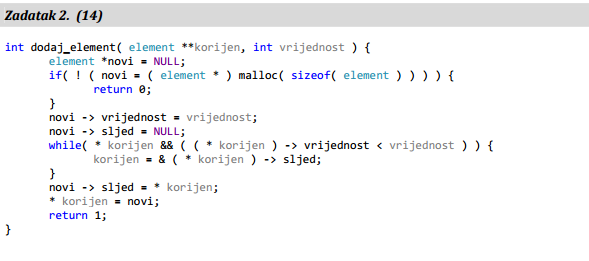 Zadatak 2. (14)
int dodaj_element( element **korijen, int vrijednost ) {
element *novi = NULL;
if( ! ( novi = ( element * ) malloc( sizeof( element ) ) ) ) {
return 0;
}
novi -> vrijednost = vrijednost;
novi -> sljed = NULL;
while( * korijen && ( ( * korijen ) -> vrijednost < vrijednost ) ) {
korijen = & ( * korijen ) -> sljed;
}
novi -> sljed = * korijen;
* korijen = novi;
return 1;
}